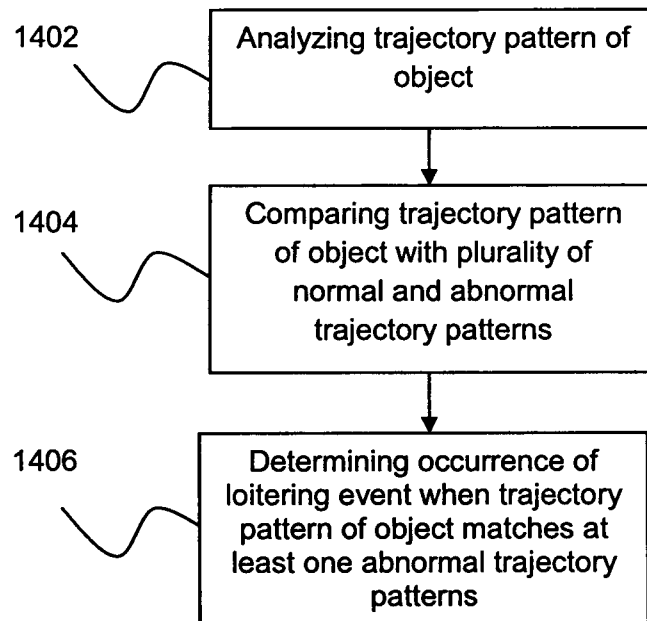 1402
Analyzing trajectory pattern of
object
1404
Comparing trajectory pattern
of object with plurality of
normal and abnormal
trajectory patterns
1406
Determining occurrence of
loitering event when trajectory
pattern of object matches at
least one abnormal trajectory
patterns